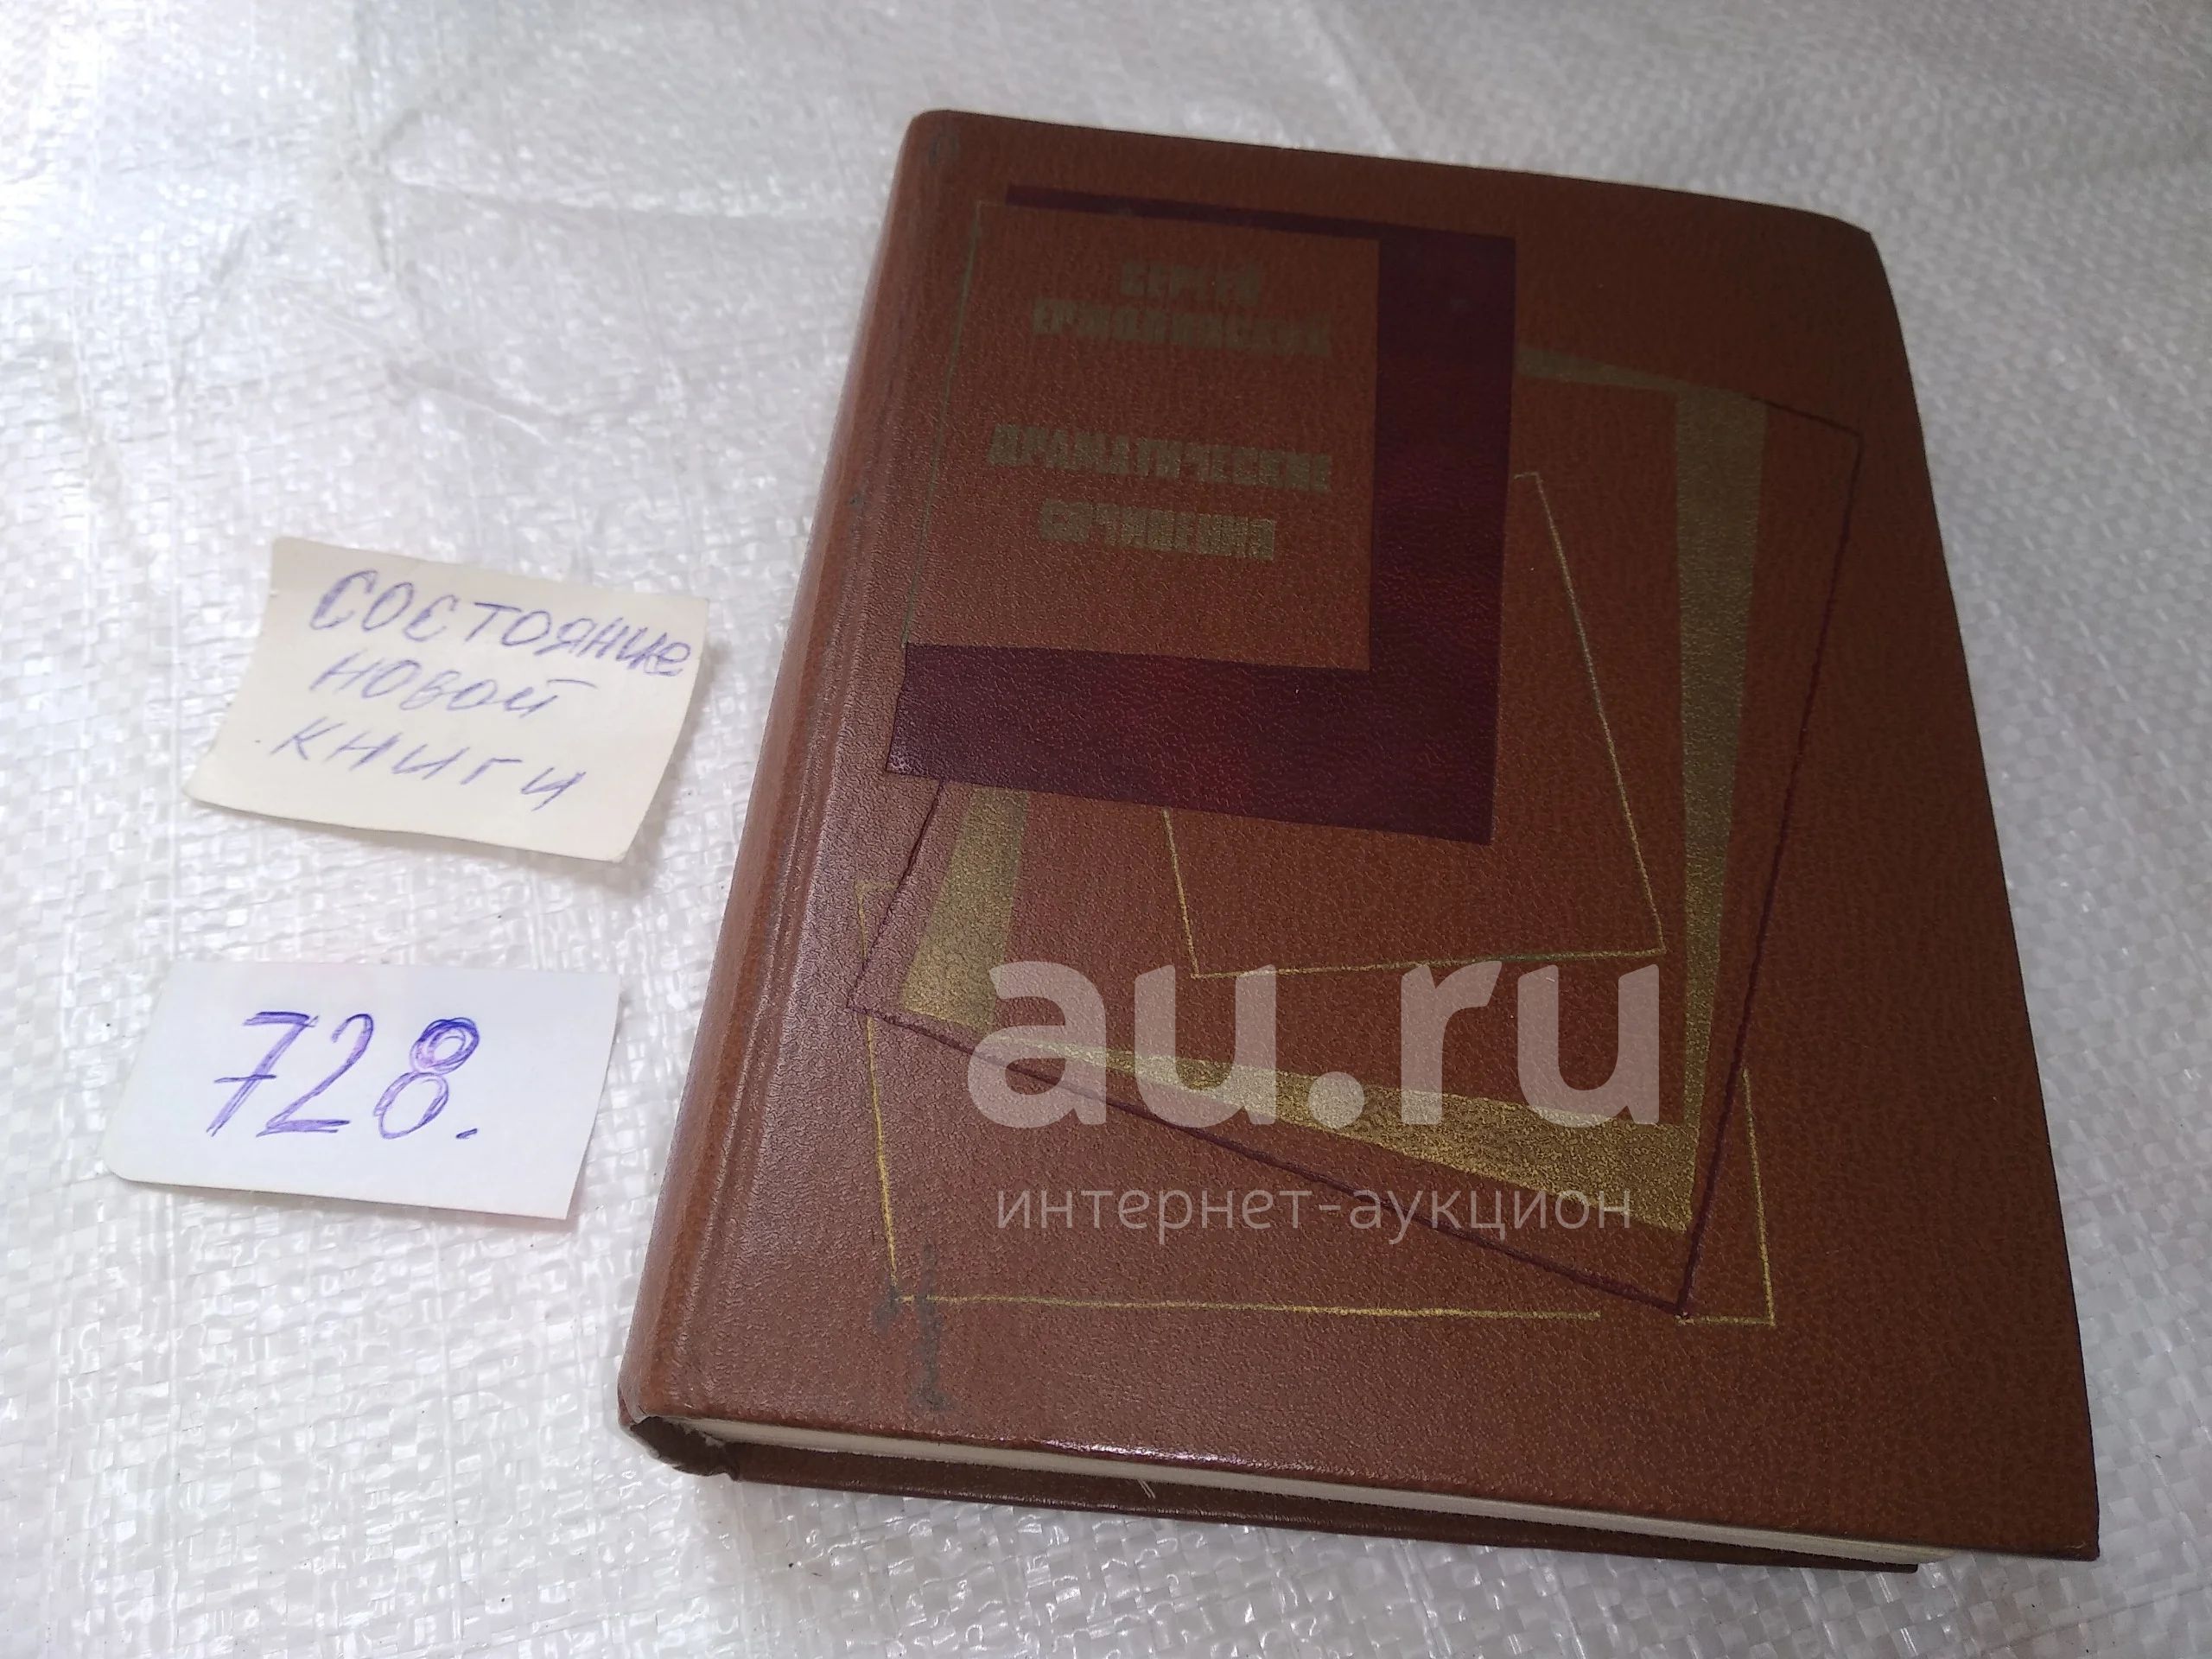 СЕРГЕЙ
ЕРМОЛИНСКИЙ
ДРАМАТИЧЕСКИЕ
СОЧИНЕНИЯ
СОСТОЯНИЕ
НОВОЙ
КНИГИ
728.
au.ru
интернет-аукцион